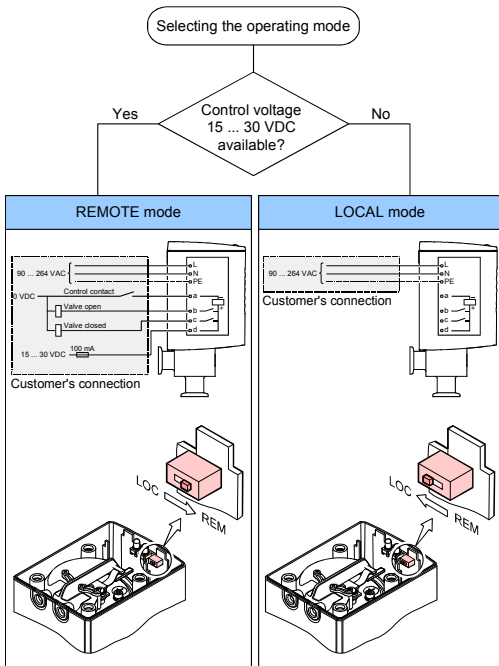 Selecting the operating mode
Yes
Control voltage
15 ... 30 VDC
available?
No
REMOTE mode
90 ... 264 VAC
L
N
PE
0 VDC
Control contact
a
Valve open
b
Valve closed
c
d
15 ... 30 VDC
100 mA
Customer's connection
LOC
REM
LOCAL mode
90 ... 264 VAC
L
N
PE
Customer's connection
a
b
c
d
LOC
REM